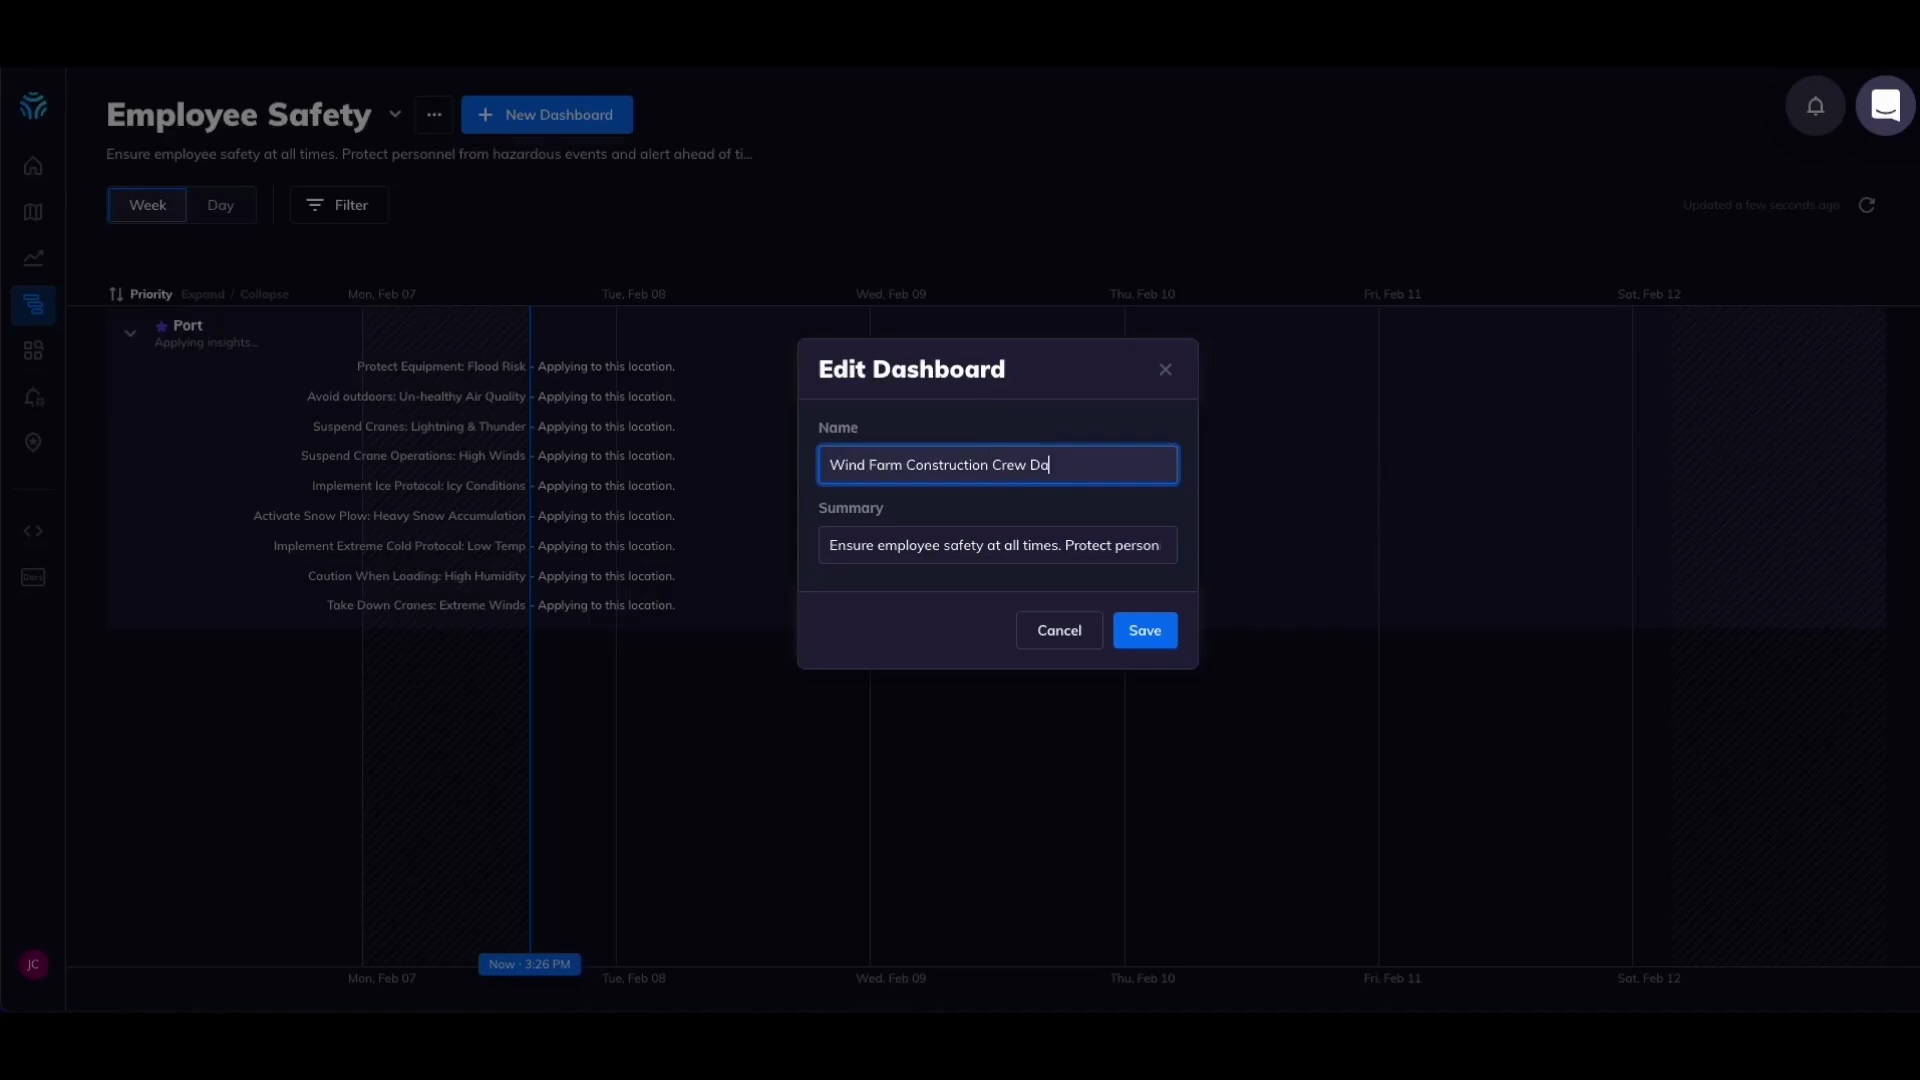 Employee Safety
New Dashboard
Ensure employee safety at all times. Protect personnel from hazardous events and alert ahead of ti...
Week Day Filter
Updated a few seconds ago
Priority Expand / Collapse Mon, Feb 07 Tue, Feb 08 Wed, Feb 09 Thu, Feb 10 Fri, Feb 11 Sat, Feb 12
Port
Applying insights...
Protect Equipment: Flood Risk - Applying to this location.
Avoid outdoors: Un-healthy Air Quality - Applying to this location.
Suspend Cranes: Lightning & Thunder - Applying to this location.
Suspend Crane Operations: High Winds - Applying to this location.
Implement Ice Protocol: Icy Conditions - Applying to this location.
Activate Snow Plow: Heavy Snow Accumulation - Applying to this location.
Implement Extreme Cold Protocol: Low Temp - Applying to this location.
Caution When Loading: High Humidity - Applying to this location.
Take Down Cranes: Extreme Winds - Applying to this location.
Edit Dashboard
Name
Wind Farm Construction Crew Da
Summary
Ensure employee safety at all times. Protect person
Cancel Save
Docs
JC
Now · 3:26 PM
Mon, Feb 07 Tue, Feb 08 Wed, Feb 09 Thu, Feb 10 Fri, Feb 11 Sat, Feb 12